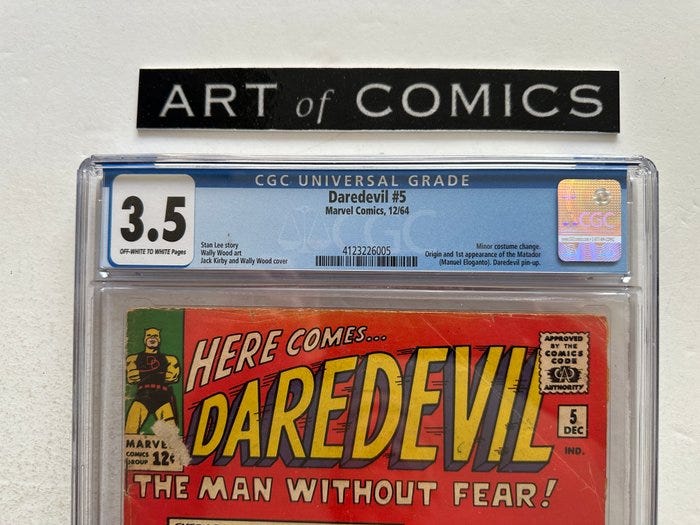 ART of COMICS
CGC UNIVERSAL GRADE
Daredevil #5
Marvel Comics, 12/64
3.5
OFF-WHITE TO WHITE Pages
Stan Lee story
Wally Wood art
Jack Kirby and Wally Wood cover
4123226005
Minor costume change.
Origin and 1st appearance of the Matador
(Manuel Eloganto). Daredevil pin-up.
CGC
HERE COMES...
DAREDEVIL
THE MAN WITHOUT FEAR!
MARVE
COMICS
GROUP 12¢
APPROVED
BY THE
COMICS
CODE
AUTHORITY
5
DEC
IND.